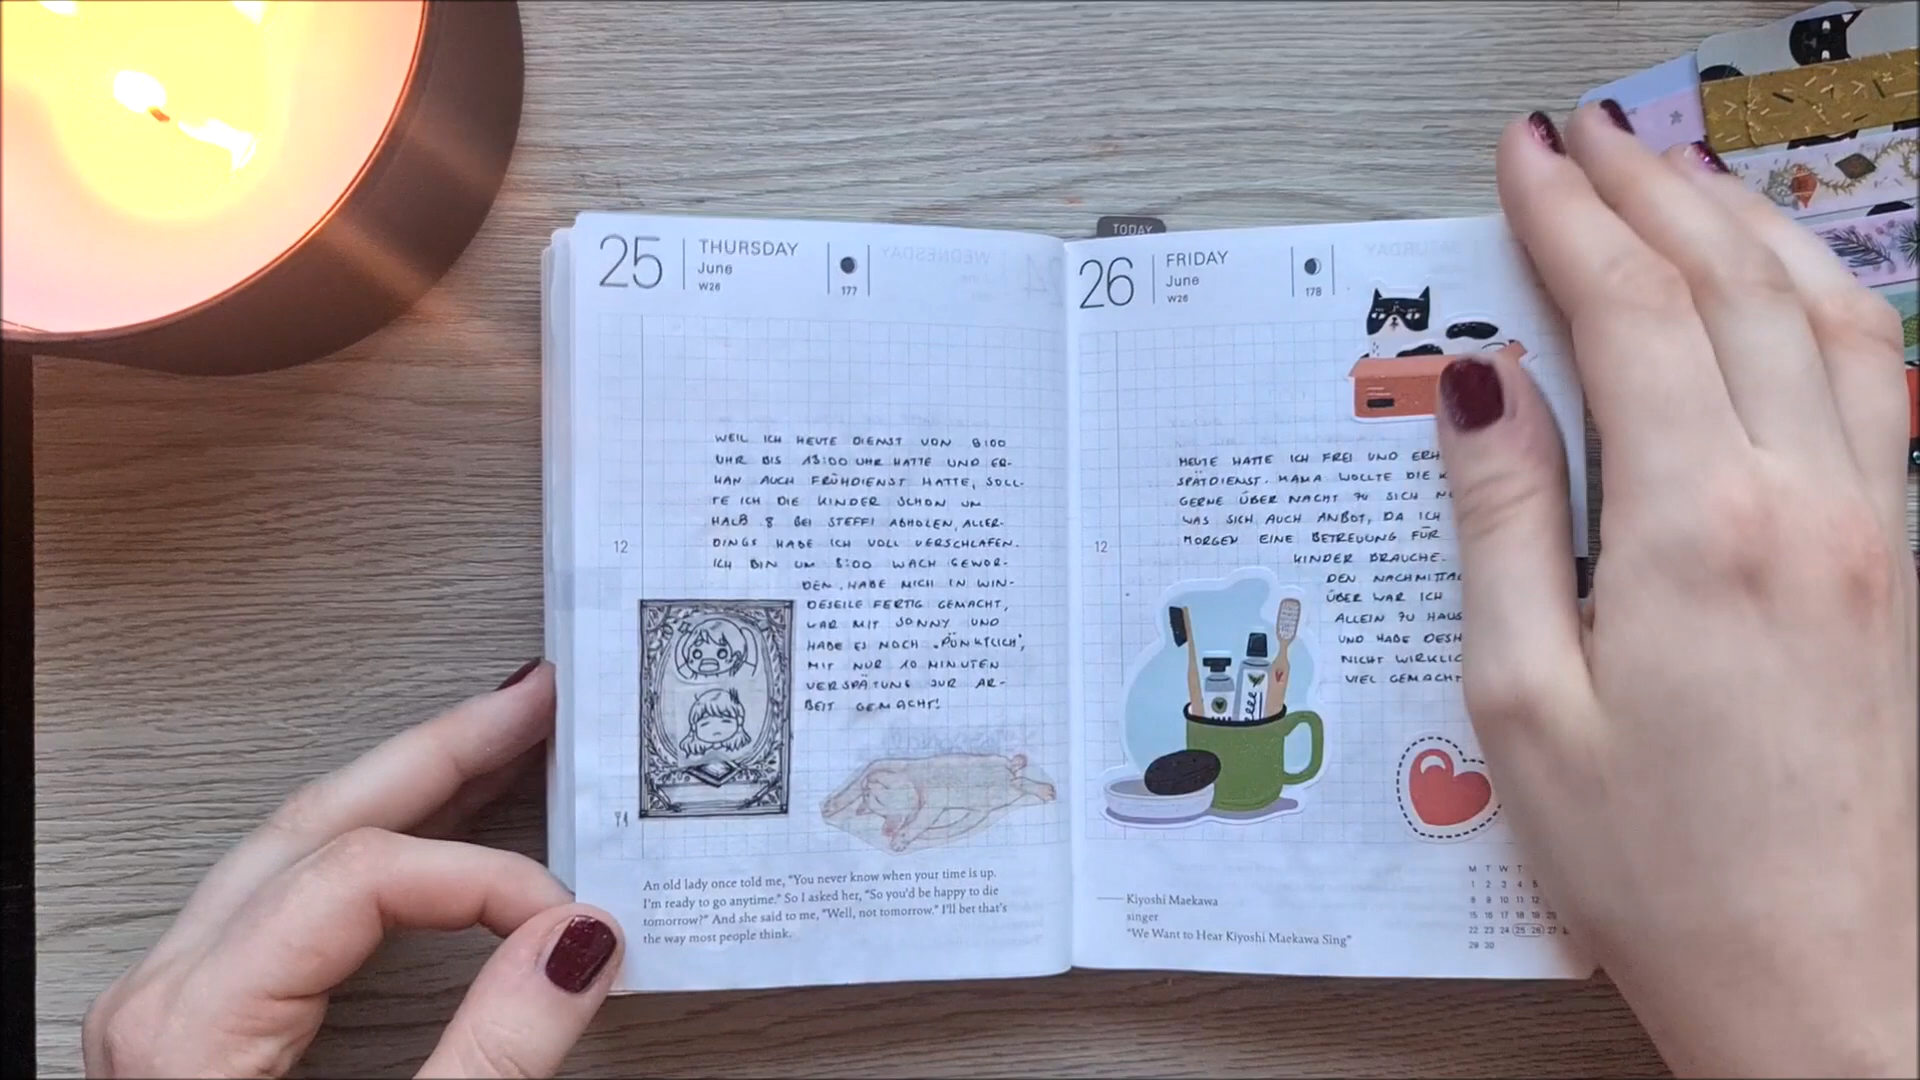 TODAY
25
THURSDAY
June
W26
177
12
WEIL ICH HEUTE DIENST VON 8:00
UHR BIS 13:00 UHR HATTE UND ER-
HAN AUCH FRÜHDIENST HATTE, SOLL-
TE ICH DIE KINDER SCHON UM
HALB 8 BEI STEFFI ABHOLEN, ALLER-
DINGS HABE ICH VOLL VERSCHLAFEN.
ICH BIN UM 8:00 WACH GEWOR-
DEN, HABE MICH IN WIN-
DESEILE FERTIG GEMACHT,
WAR MIT SONNY UND
HABE ES NOCH „PÜNKTLICH",
MIT NUR 10 MINUTEN
VERSPÄTUNG ZUR AR-
BEIT GEMACHT!
An old lady once told me, “You never know when your time is up.
I'm ready to go anytime.” So I asked her, “So you'd be happy to die
tomorrow?” And she said to me, “Well, not tomorrow.” I'll bet that's
the way most people think.
26
FRIDAY
June
W26
178
12
HEUTE HATTE ICH FREI UND ERH
SPÄTDIENST. MAMA WOLLTE DIE K
GERNE ÜBER NACHT ZU SICH N
WAS SICH AUCH ANBOT, DA ICH
MORGEN EINE BETREUUNG FÜR
KINDER BRAUCHE.
DEN NACHMITTA
ÜBER WAR ICH
ALLEIN ZU HAUS
UND HABE DESH
NICHT WIRKLIC
VIEL GEMACHT
Kiyoshi Maekawa
singer
“We Want to Hear Kiyoshi Maekawa Sing”
M T W T
1 2 3 4 5
8 9 10 11 12
15 16 17 18 19 20
22 23 24 25 26 27
29 30